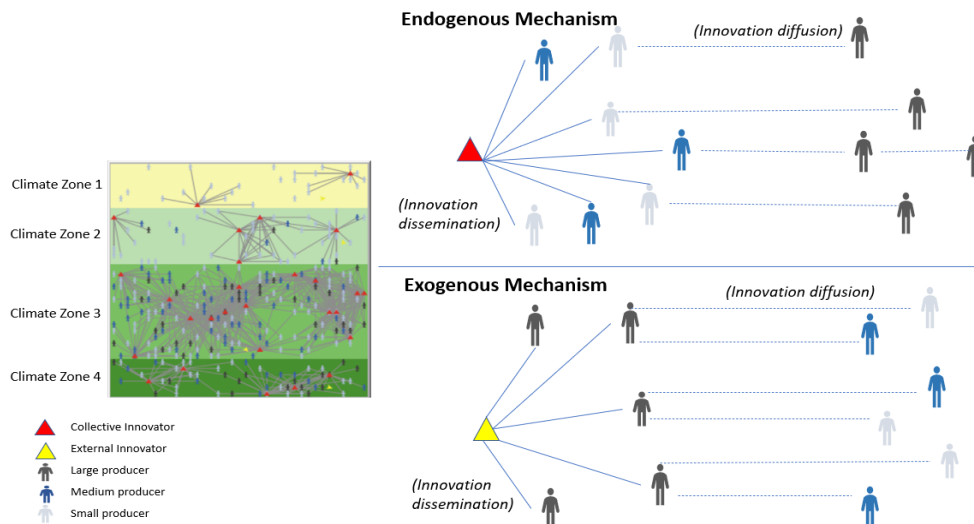 Endogenous Mechanism
(Innovation diffusion)
(Innovation
dissemination)
Climate Zone 1
Climate Zone 2
Climate Zone 3
Climate Zone 4
Collective Innovator
External Innovator
Large producer
Medium producer
Small producer
Exogenous Mechanism
(Innovation diffusion)
(Innovation
dissemination)